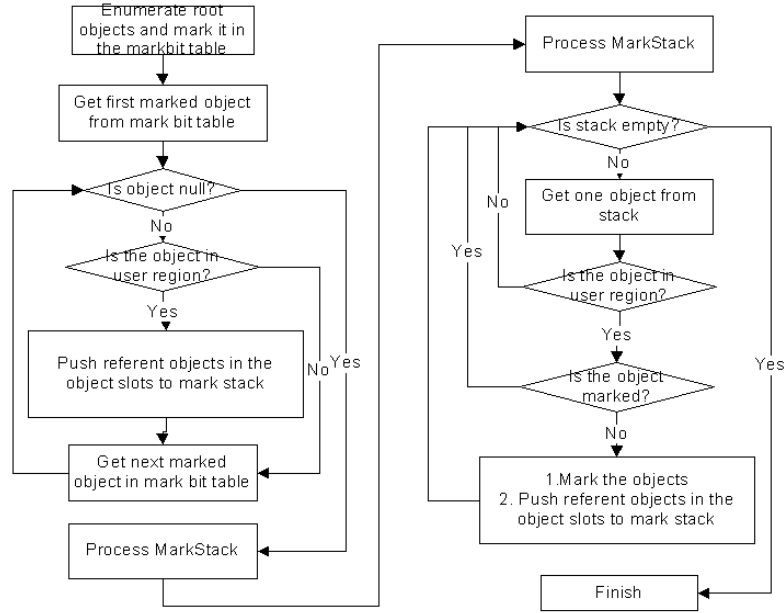 Enumerate root
objects and mark it in
the markbit table
Get first marked object
from mark bit table
Is object null?
No
Is the object in
user region?
Yes
Push referent objects in the
object slots to mark stack
No
Yes
Get next marked
object in mark bit table
Process MarkStack
Process MarkStack
Is stack empty?
No
Get one object from
stack
No
Yes
Is the object in
user region?
Yes
Is the object
marked?
Yes
No
1.Mark the objects
2. Push referent objects in the
object slots to mark stack
Finish